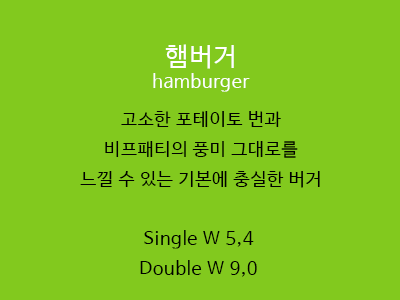 햄버거
hamburger
고소한 포테이토 번과
비프패티의 풍미 그대로를
느낄 수 있는 기본에 충실한 버거
Single W 5,4
Double W 9,0